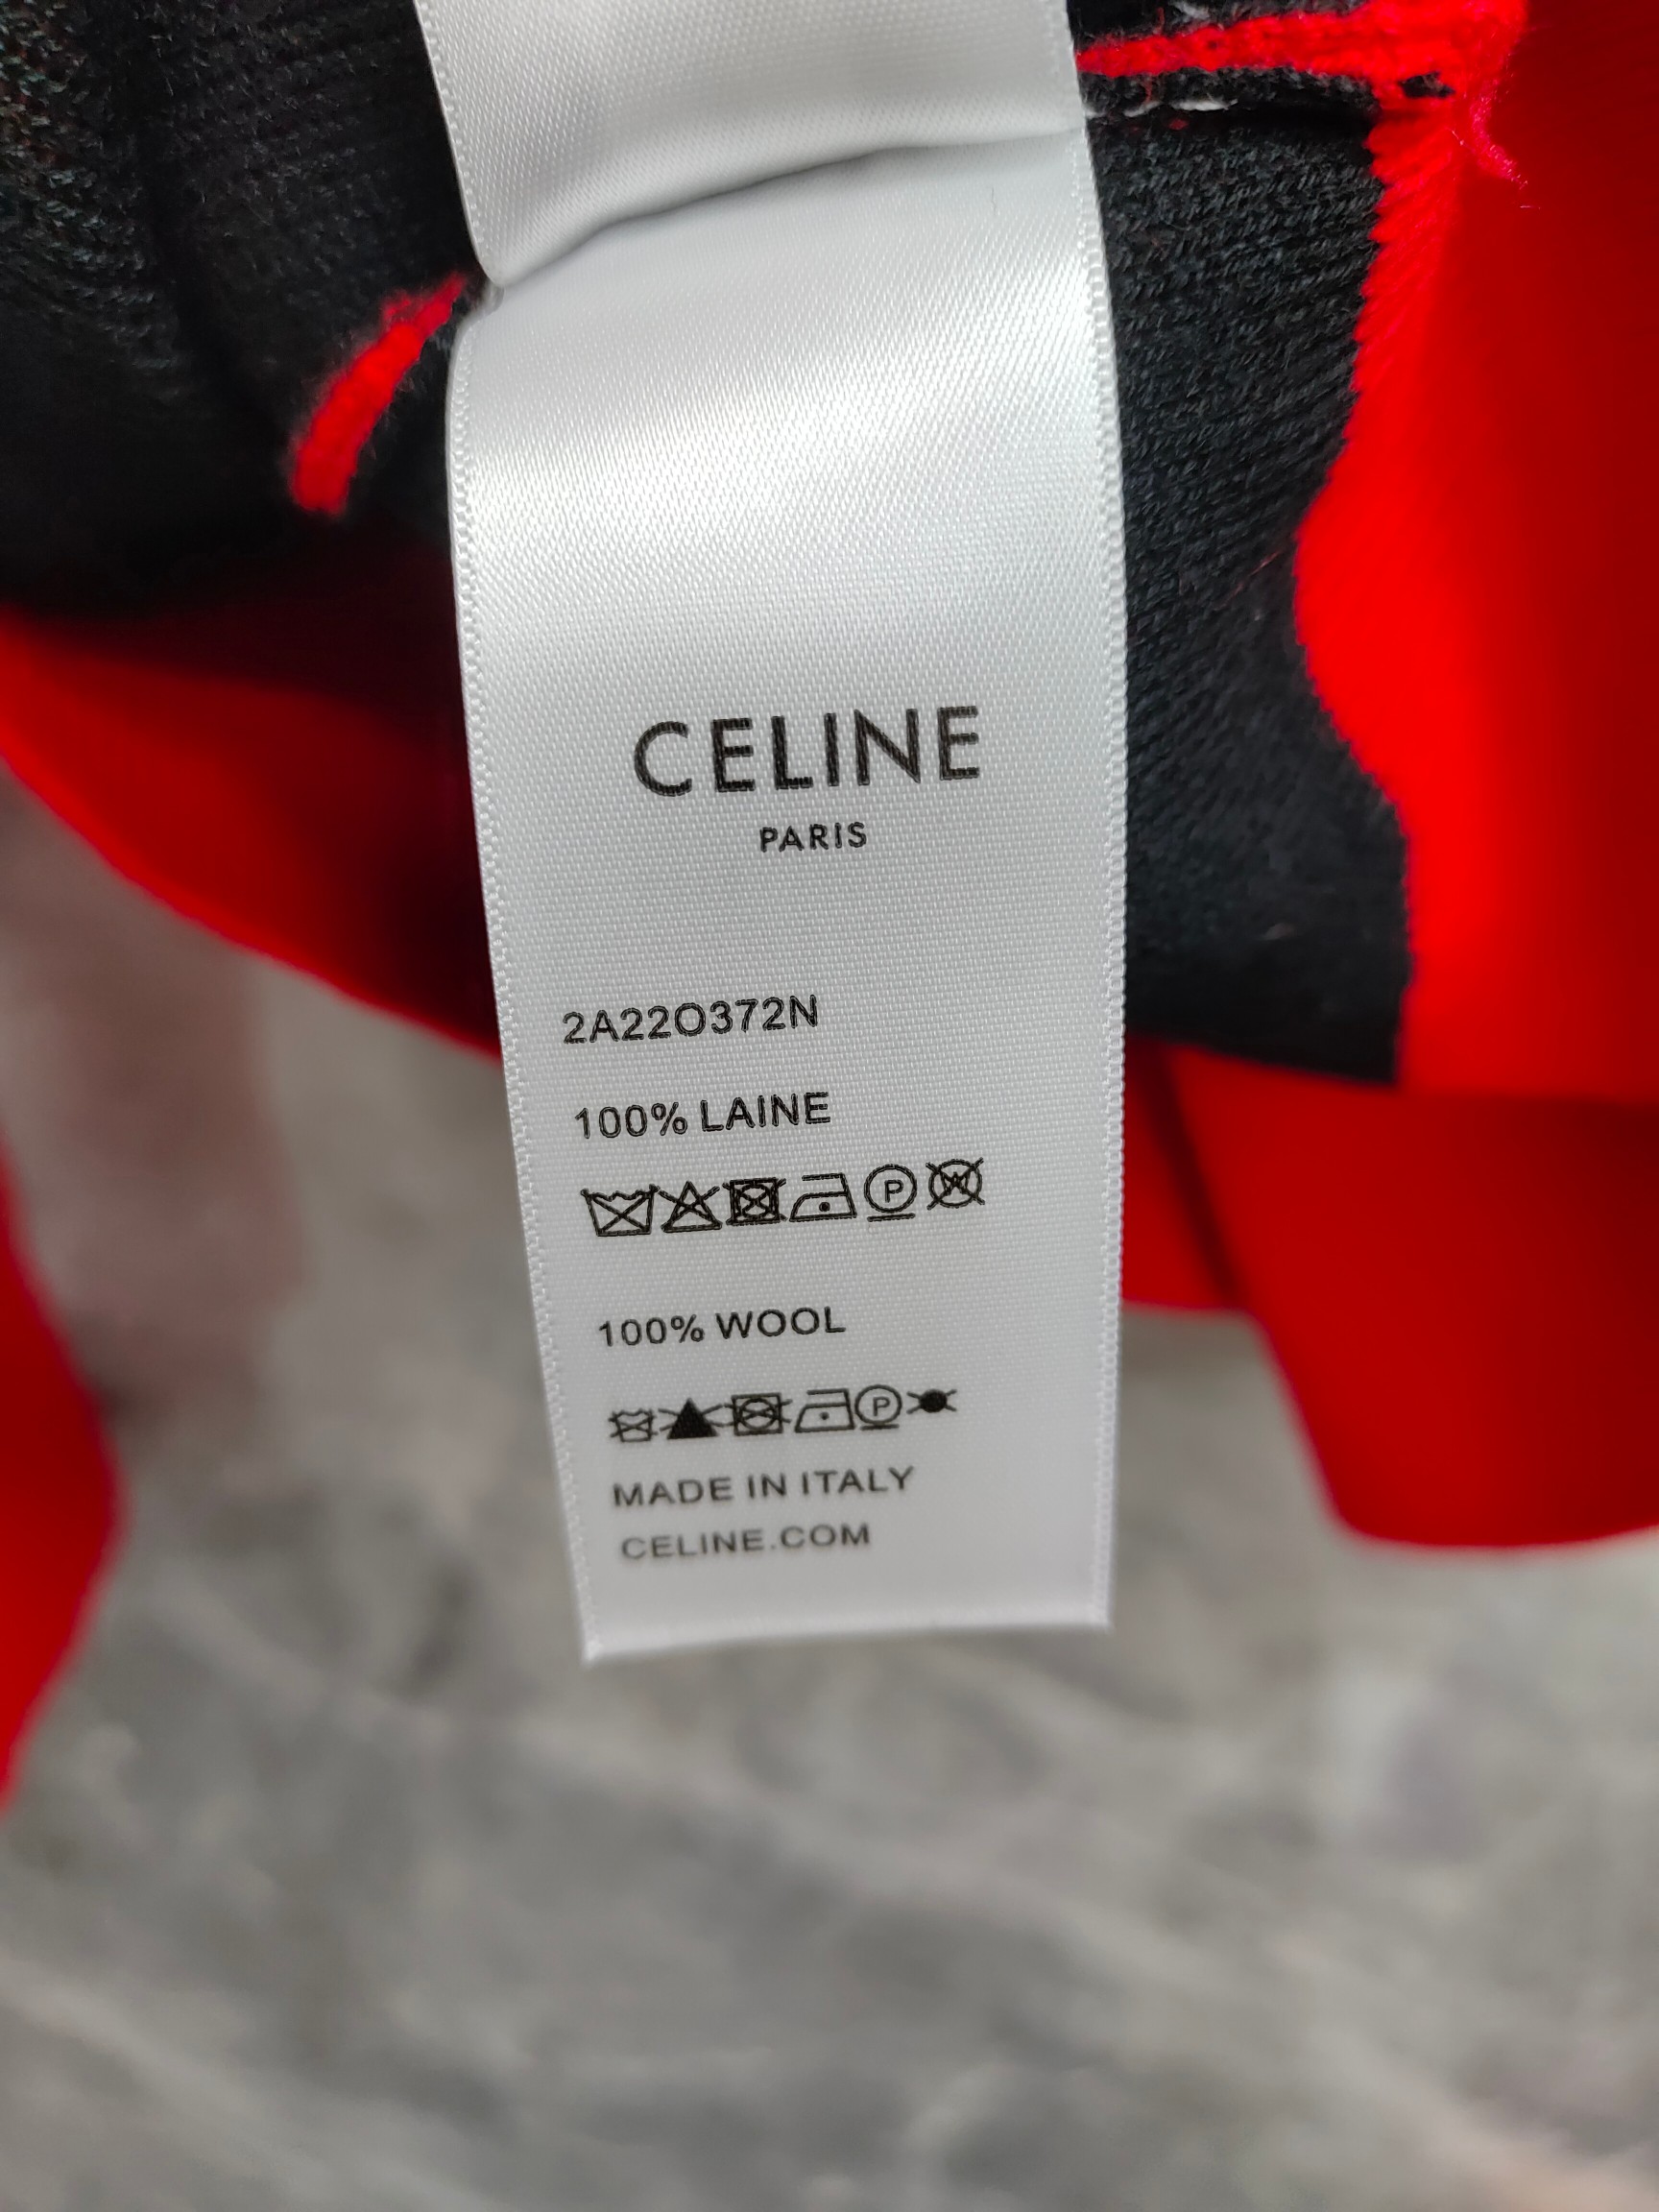 CELINE
PARIS
2A22O372N
100% LAINE
P W
100% WOOL
P
MADE IN ITALY
CELINE.COM